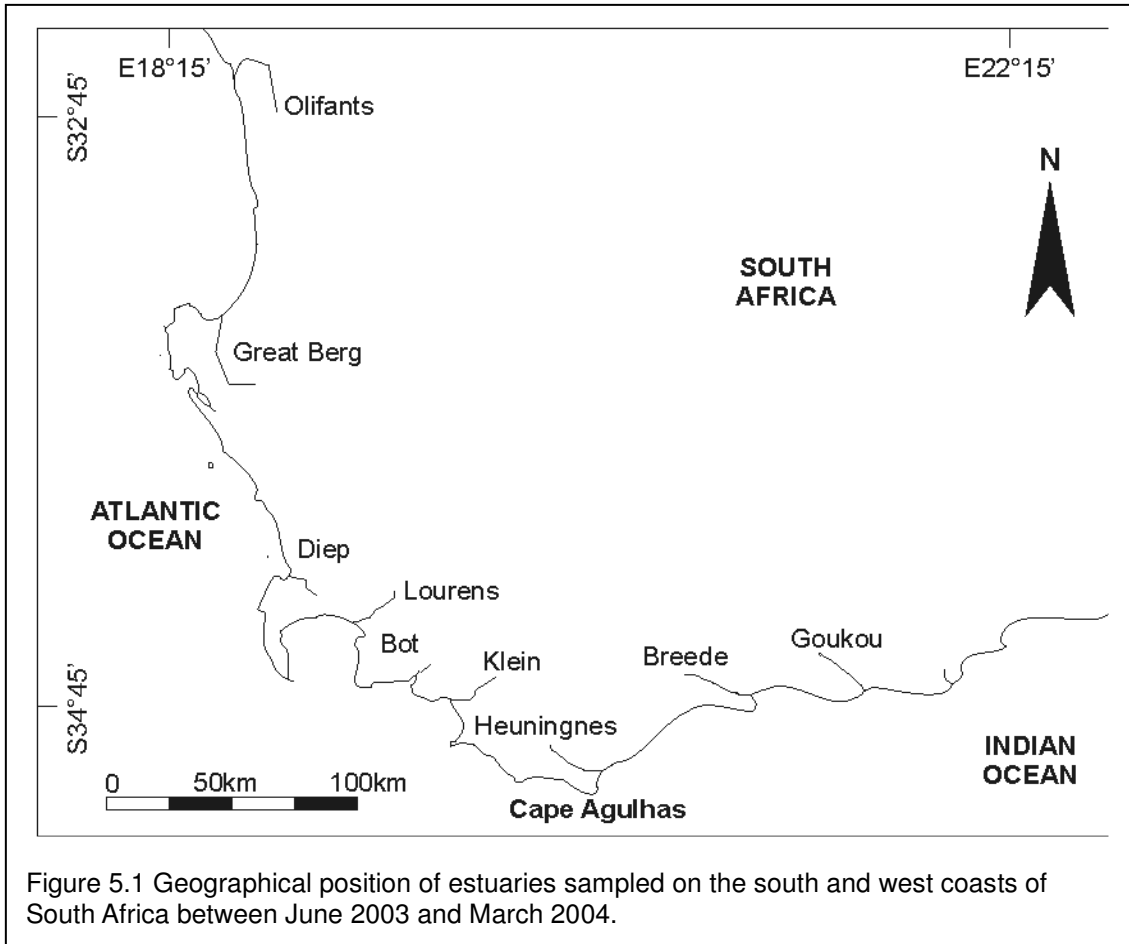 E18°15'
E22°15'
S32°45'
Olifants
N
SOUTH
AFRICA
Great Berg
ATLANTIC
OCEAN
Diep
Lourens
Bot
Klein
Breede
Goukou
S34°45'
Heuningnes
INDIAN
OCEAN
0 50km 100km
Cape Agulhas
Figure 5.1 Geographical position of estuaries sampled on the south and west coasts of
South Africa between June 2003 and March 2004.